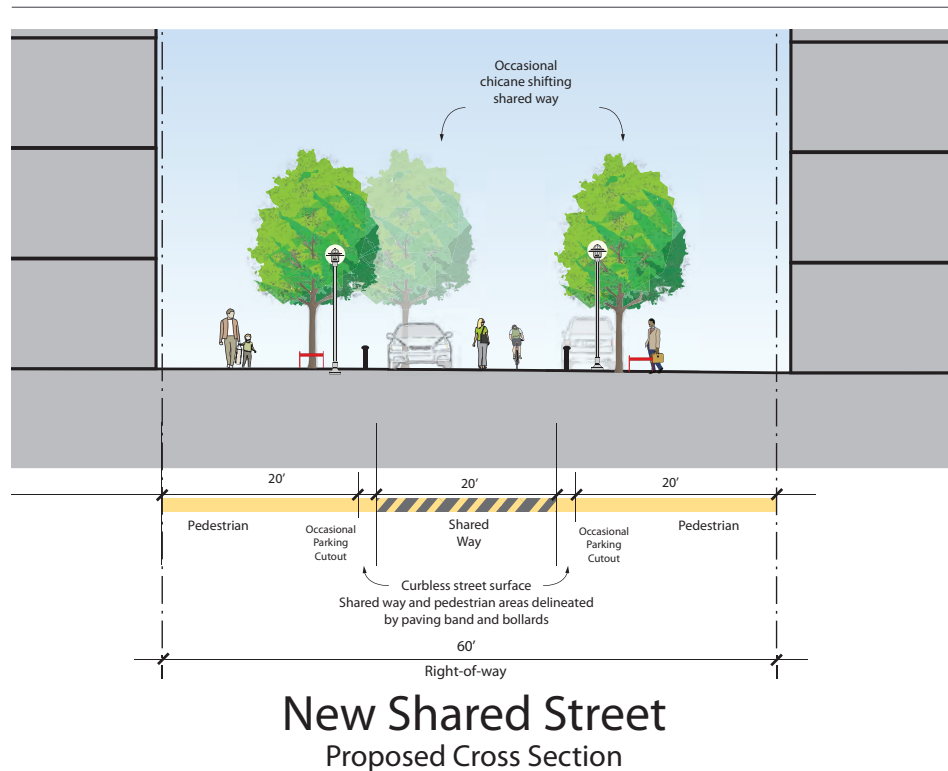 Occasional
chicane shifting
shared way
20’
20’
20’
Pedestrian
Occasional
Parking
Cutout
Shared
Way
Occasional
Parking
Cutout
Pedestrian
Curbless street surface
Shared way and pedestrian areas delineated
by paving band and bollards
60’
Right-of-way
New Shared Street
Proposed Cross Section